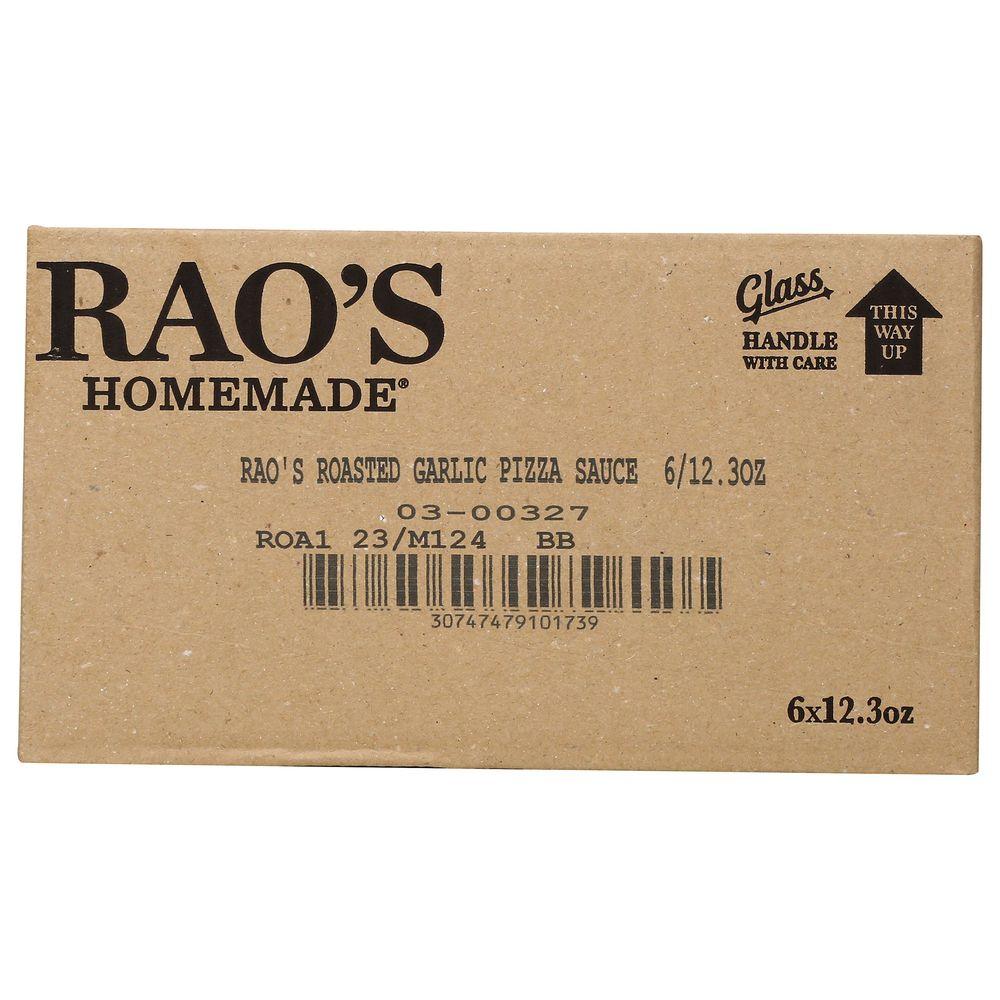 RAO'S
HOMEMADE®
Glass
HANDLE
WITH CARE
THIS
WAY
UP
RAO'S ROASTED GARLIC PIZZA SAUCE 6/12.3OZ
03-00327
ROA1 23/M124 BB
30747479101739
6x12.3oz